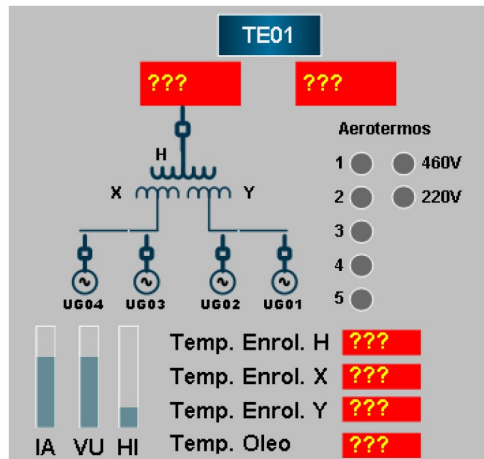 TE01
??? ???
Aerotermos
H
1 460V
X Y 2 220V
3
4
UG04 UG03 UG02 UG01 5
Temp. Enrol. H ???
Temp. Enrol. X ???
Temp. Enrol. Y ???
IA VU HI Temp. Oleo ???